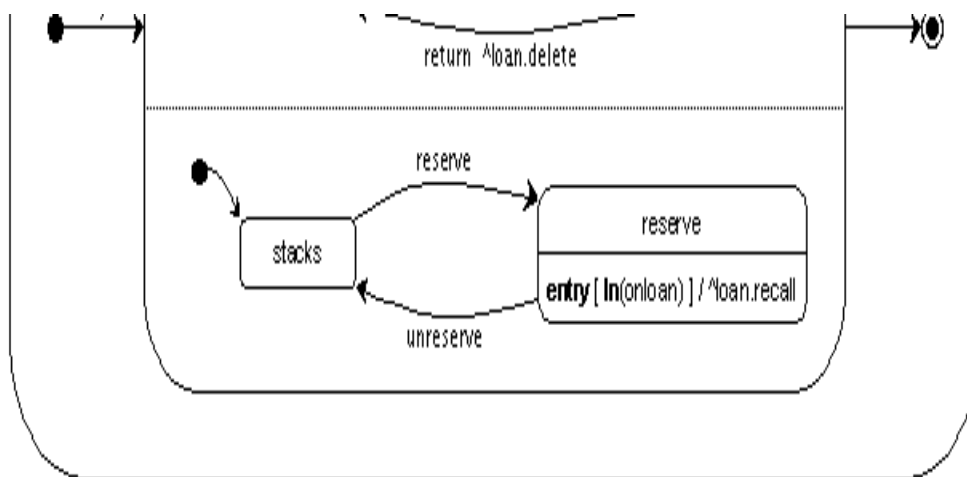 return ^loan.delete
reserve
reserve
stacks
entry [ In(onloan) ] / ^loan.recall
unreserve